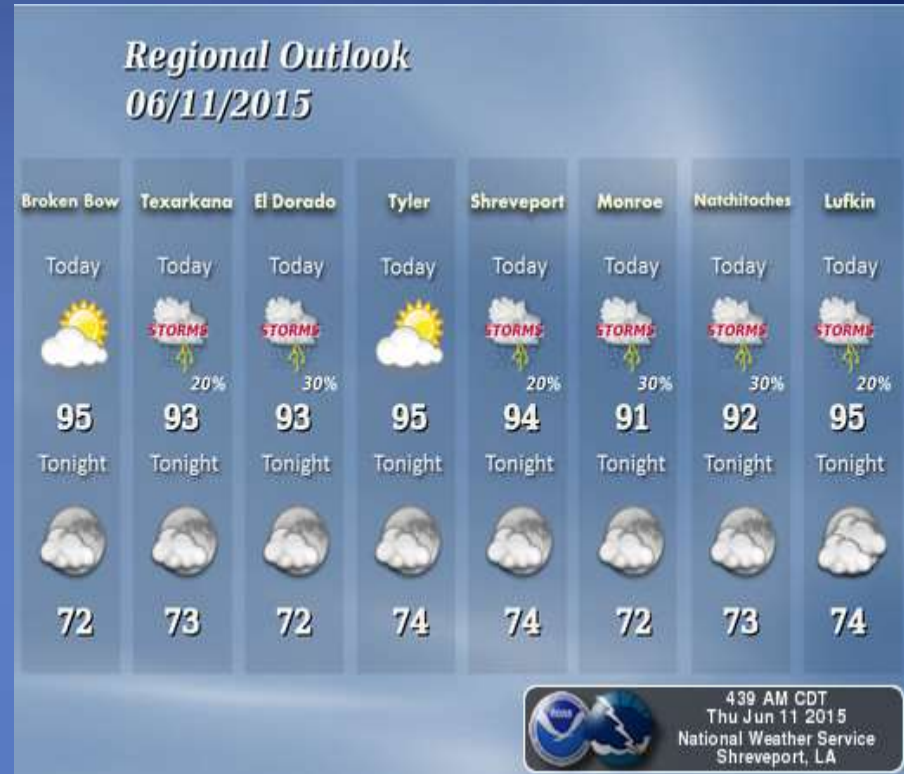 Regional Outlook
06/11/2015
Broken Bow Texarkana El Dorado Tyler Shreveport Monroe Natchitoches Lufkin
Today Today Today Today Today Today Today Today
STORMS STORMS STORMS STORMS STORMS STORMS
20% 30% 20% 30% 30% 20%
95 93 93 95 94 91 92 95
Tonight Tonight Tonight Tonight Tonight Tonight Tonight Tonight
72 73 72 74 74 72 73 74
439 AM CDT
Thu Jun 11 2015
National Weather Service
Shreveport, LA
noaa